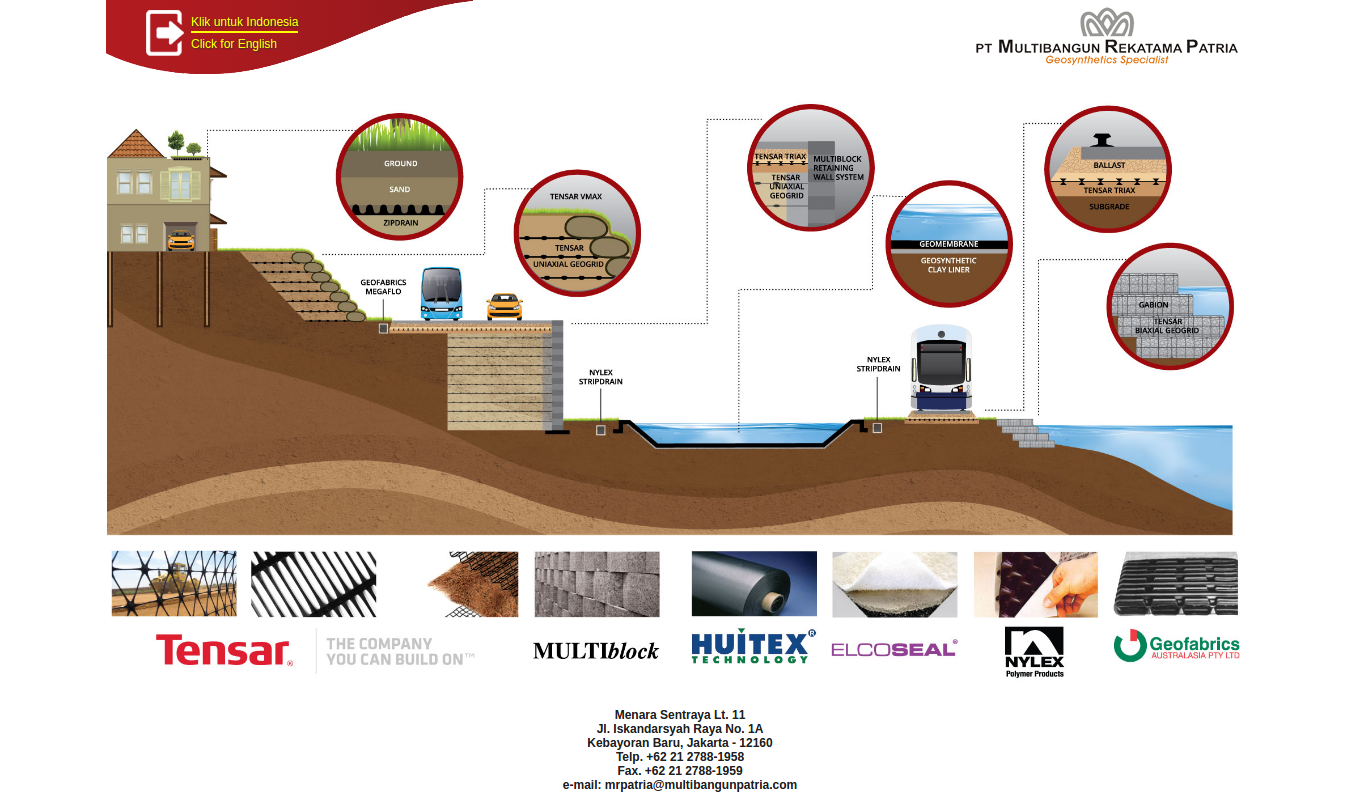 Klik untuk Indonesia
Click for English
PT MULTIBANGUN REKATAMA PATRIA
Geosynthetics Specialist
GROUND
SAND
ZIPDRAIN
TENSAR VMAX
TENSAR
UNIAXIAL GEOGRID
TENSAR TRIAX
TENSAR
UNIAXIAL
GEOGRID
MULTIBLOCK
RETAINING
WALL SYSTEM
GEOMEMBRANE
GEOSYNTHETIC
CLAY LINER
BALLAST
TENSAR TRIAX
SUBGRADE
GABION
TENSAR
BIAXIAL GEOGRID
GEOFABRICS
MEGAFLO
NYLEX
STRIPDRAIN
NYLEX
STRIPDRAIN
Tensar®
THE COMPANY
YOU CAN BUILD ON™
MULTIblock
HUITEX®
TECHNOLOGY
ELCOSEAL®
NYLEX
Polymer Products
Geofabrics
AUSTRALASIA PTY LTD
Menara Sentraya Lt. 11
Jl. Iskandarsyah Raya No. 1A
Kebayoran Baru, Jakarta - 12160
Telp. +62 21 2788-1958
Fax. +62 21 2788-1959
e-mail: mrpatria@multibangunpatria.com